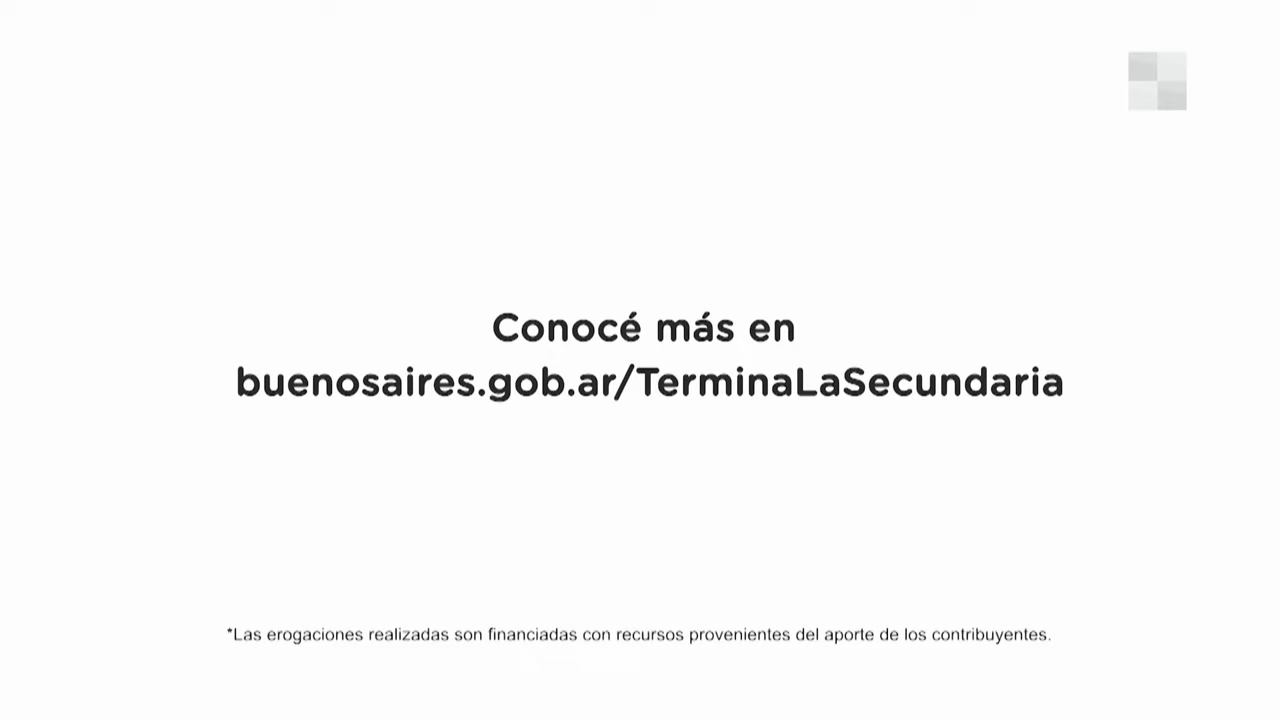 Conocé más en
buenosaires.gob.ar/TerminaLaSecundaria
*Las erogaciones realizadas son financiadas con recursos provenientes del aporte de los contribuyentes.